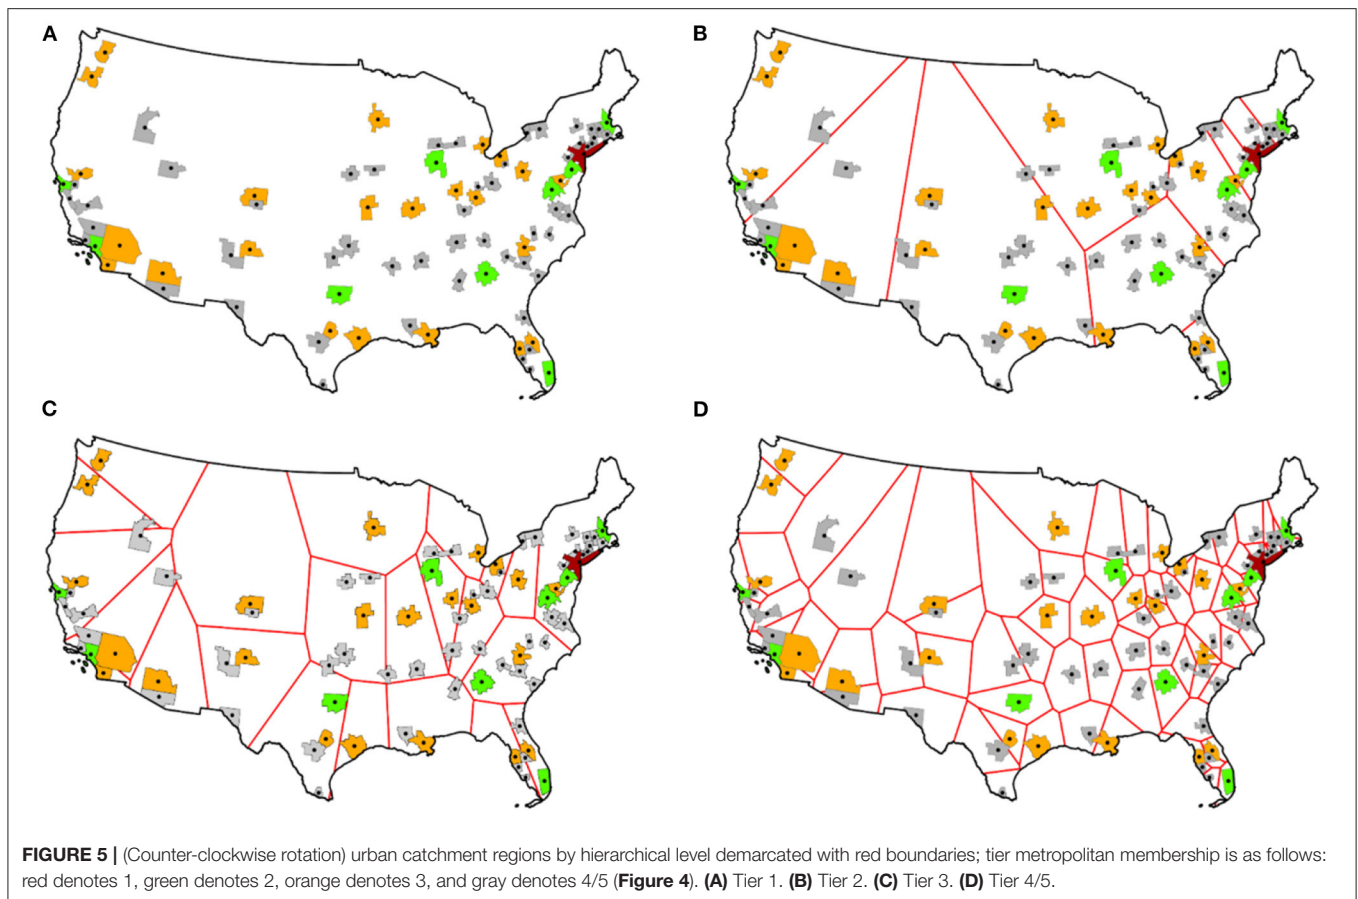 A
B
C
D
FIGURE 5 | (Counter-clockwise rotation) urban catchment regions by hierarchical level demarcated with red boundaries; tier metropolitan membership is as follows:
red denotes 1, green denotes 2, orange denotes 3, and gray denotes 4/5 (Figure 4). (A) Tier 1. (B) Tier 2. (C) Tier 3. (D) Tier 4/5.